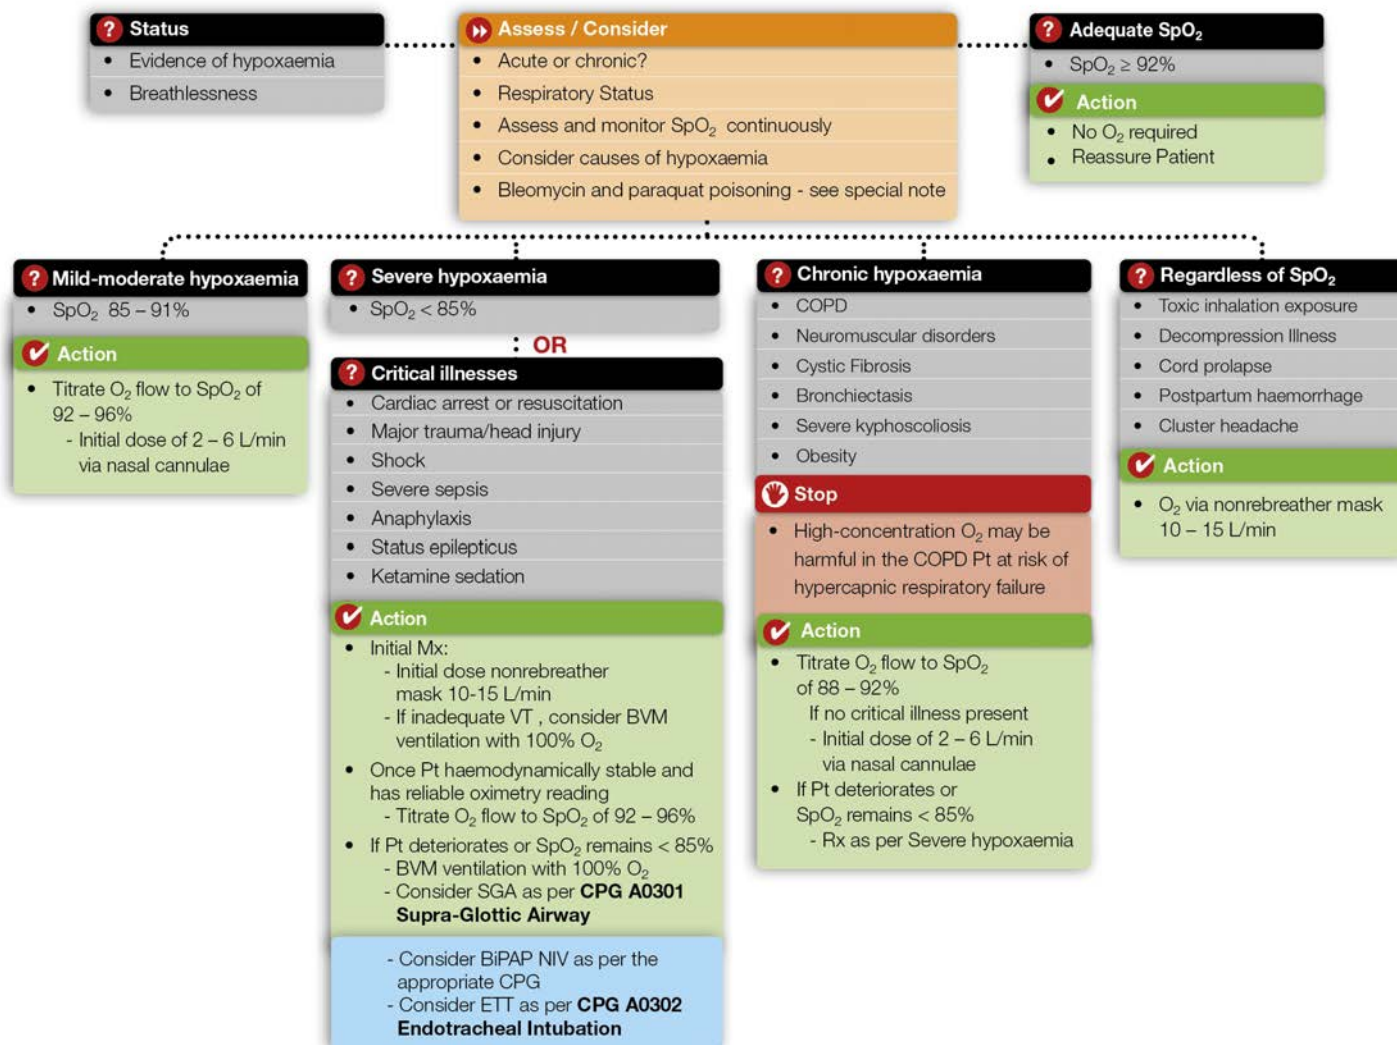 Status
• Evidence of hypoxaemia
• Breathlessness
Assess / Consider
• Acute or chronic?
• Respiratory Status
• Assess and monitor SpO₂ continuously
• Consider causes of hypoxaemia
• Bleomycin and paraquat poisoning - see special note
Adequate SpO₂
• SpO₂ ≥ 92%
Action
• No O₂ required
• Reassure Patient
Mild-moderate hypoxaemia
• SpO₂ 85 – 91%
Action
• Titrate O₂ flow to SpO₂ of
92 – 96%
- Initial dose of 2 – 6 L/min
via nasal cannulae
Severe hypoxaemia
• SpO₂ < 85%
OR
Critical illnesses
• Cardiac arrest or resuscitation
• Major trauma/head injury
• Shock
• Severe sepsis
• Anaphylaxis
• Status epilepticus
• Ketamine sedation
Action
• Initial Mx:
- Initial dose nonrebreather
mask 10-15 L/min
- If inadequate VT , consider BVM
ventilation with 100% O₂
• Once Pt haemodynamically stable and
has reliable oximetry reading
- Titrate O₂ flow to SpO₂ of 92 – 96%
• If Pt deteriorates or SpO₂ remains < 85%
- BVM ventilation with 100% O₂
- Consider SGA as per CPG A0301
Supra-Glottic Airway
- Consider BiPAP NIV as per the
appropriate CPG
- Consider ETT as per CPG A0302
Endotracheal Intubation
Chronic hypoxaemia
• COPD
• Neuromuscular disorders
• Cystic Fibrosis
• Bronchiectasis
• Severe kyphoscoliosis
• Obesity
Stop
• High-concentration O₂ may be
harmful in the COPD Pt at risk of
hypercapnic respiratory failure
Action
• Titrate O₂ flow to SpO₂
of 88 – 92%
If no critical illness present
- Initial dose of 2 – 6 L/min
via nasal cannulae
• If Pt deteriorates or
SpO₂ remains < 85%
- Rx as per Severe hypoxaemia
Regardless of SpO₂
• Toxic inhalation exposure
• Decompression Illness
• Cord prolapse
• Postpartum haemorrhage
• Cluster headache
Action
• O₂ via nonrebreather mask
10 – 15 L/min